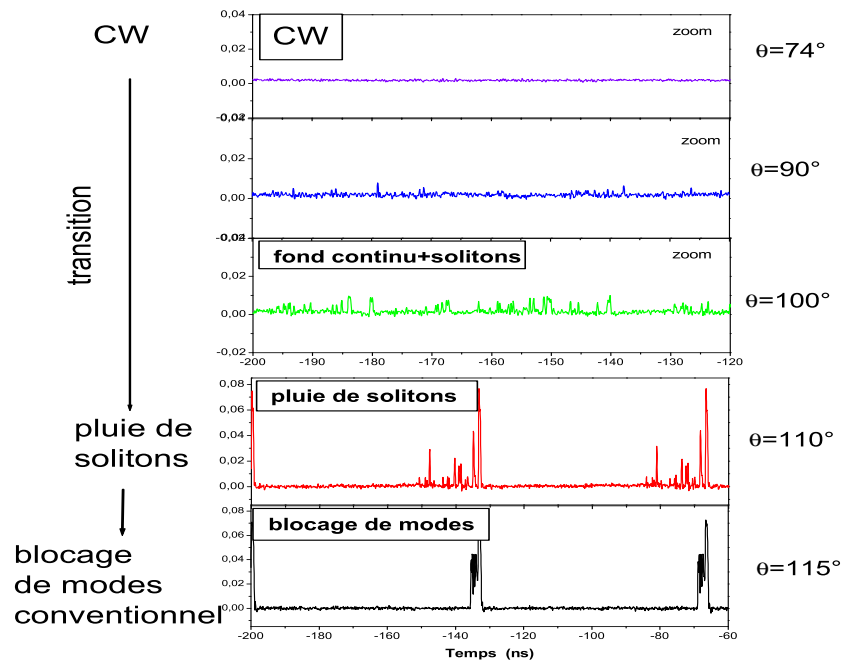 CW
transition
pluie de
solitons
blocage
de modes
conventionnel
0,04
0,02
0,00
CW
zoom
θ=74°
0,02
0,00
zoom
θ=90°
0,02
0,00
-0,02
fond continu+solitons
zoom
θ=100°
-200 -190 -180 -170 -160 -150 -140 -130 -120
0,08
0,06
0,04
0,02
0,00
pluie de solitons
θ=110°
0,08
0,06
0,04
0,02
0,00
blocage de modes
θ=115°
-200 -180 -160 -140 -120 -100 -80 -60
Temps (ns)